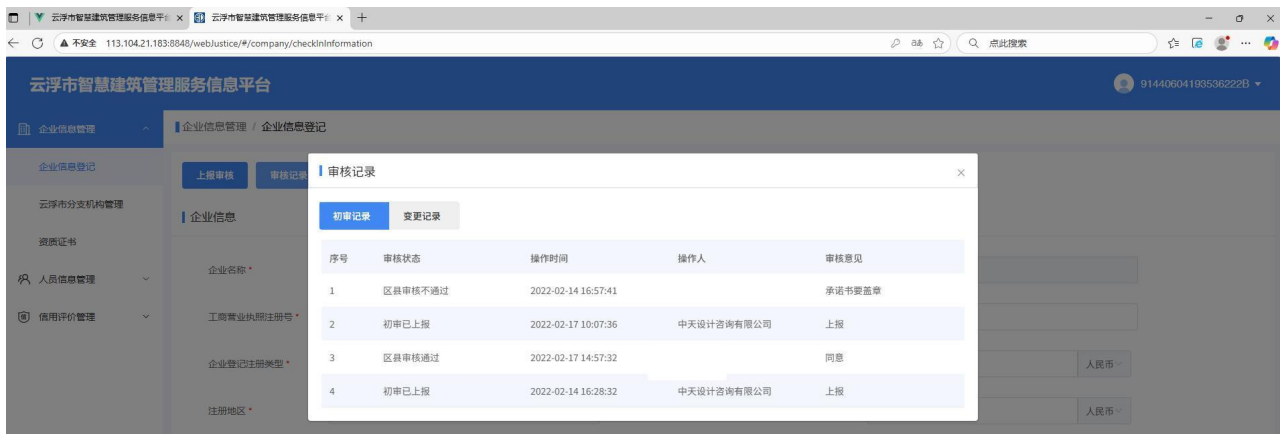 云浮市智慧建筑管理服务信息平台
云浮市智慧建筑管理服务信息平台
不安全 113.104.21.183:8848/webJustice/#/company/checkInInformation
点此搜索
云浮市智慧建筑管理服务信息平台
91440604193536222B
企业信息管理
企业信息管理 / 企业信息登记
企业信息登记
云浮市分支机构管理
资质证书
人员信息管理
信用评价管理
上报审核 审核记录
企业信息
企业名称*
工商营业执照注册号*
企业登记注册类型*
人民币
注册地区*
人民币
审核记录
初审记录 变更记录
序号 审核状态 操作时间 操作人 审核意见
1 区县审核不通过 2022-02-14 16:57:41 承诺书要盖章
2 初审已上报 2022-02-17 10:07:36 中天设计咨询有限公司 上报
3 区县审核通过 2022-02-17 14:57:32 同意
4 初审已上报 2022-02-14 16:28:32 中天设计咨询有限公司 上报